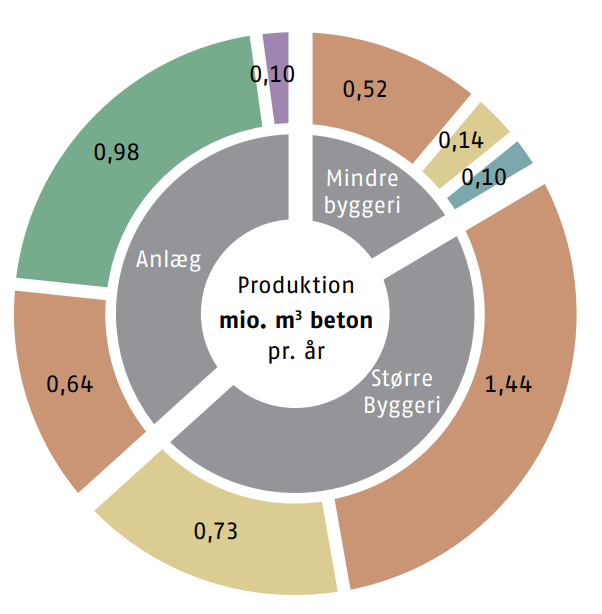 0,10
0,52
0,14
0,10
0,98
Mindre
byggeri
Anlæg
Produktion
mio. m³ beton
pr. år
Større
Byggeri
1,44
0,64
0,73